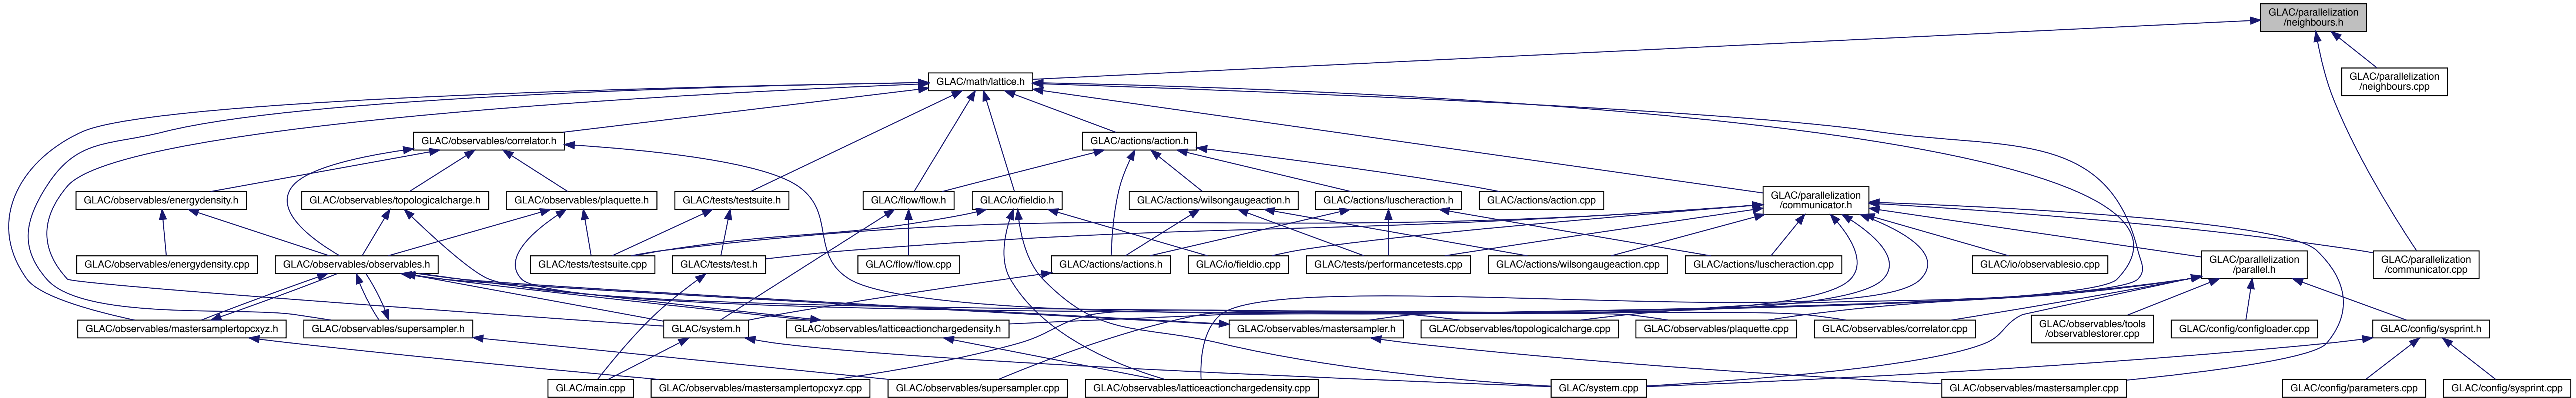 GLAC/parallelization
/neighbours.h
GLAC/math/lattice.h
GLAC/parallelization
/neighbours.cpp
GLAC/observables/correlator.h
GLAC/actions/action.h
GLAC/observables/energydensity.h
GLAC/observables/topologicalcharge.h
GLAC/observables/plaquette.h
GLAC/tests/testsuite.h
GLAC/flow/flow.h
GLAC/io/fieldio.h
GLAC/actions/wilsongaugeaction.h
GLAC/actions/luscheraction.h
GLAC/actions/action.cpp
GLAC/parallelization
/communicator.h
GLAC/observables/energydensity.cpp
GLAC/observables/observables.h
GLAC/tests/testsuite.cpp
GLAC/tests/test.h
GLAC/flow/flow.cpp
GLAC/actions/actions.h
GLAC/io/fieldio.cpp
GLAC/tests/performancetests.cpp
GLAC/actions/wilsongaugeaction.cpp
GLAC/actions/luscheraction.cpp
GLAC/io/observablesio.cpp
GLAC/parallelization
/parallel.h
GLAC/parallelization
/communicator.cpp
GLAC/observables/mastersamplertopcxyz.h
GLAC/observables/supersampler.h
GLAC/system.h
GLAC/observables/latticeactionchargedensity.h
GLAC/observables/mastersampler.h
GLAC/observables/topologicalcharge.cpp
GLAC/observables/plaquette.cpp
GLAC/observables/correlator.cpp
GLAC/observables/tools
/observablestorer.cpp
GLAC/config/configloader.cpp
GLAC/config/sysprint.h
GLAC/main.cpp
GLAC/observables/mastersamplertopcxyz.cpp
GLAC/observables/supersampler.cpp
GLAC/observables/latticeactionchargedensity.cpp
GLAC/system.cpp
GLAC/observables/mastersampler.cpp
GLAC/config/parameters.cpp
GLAC/config/sysprint.cpp